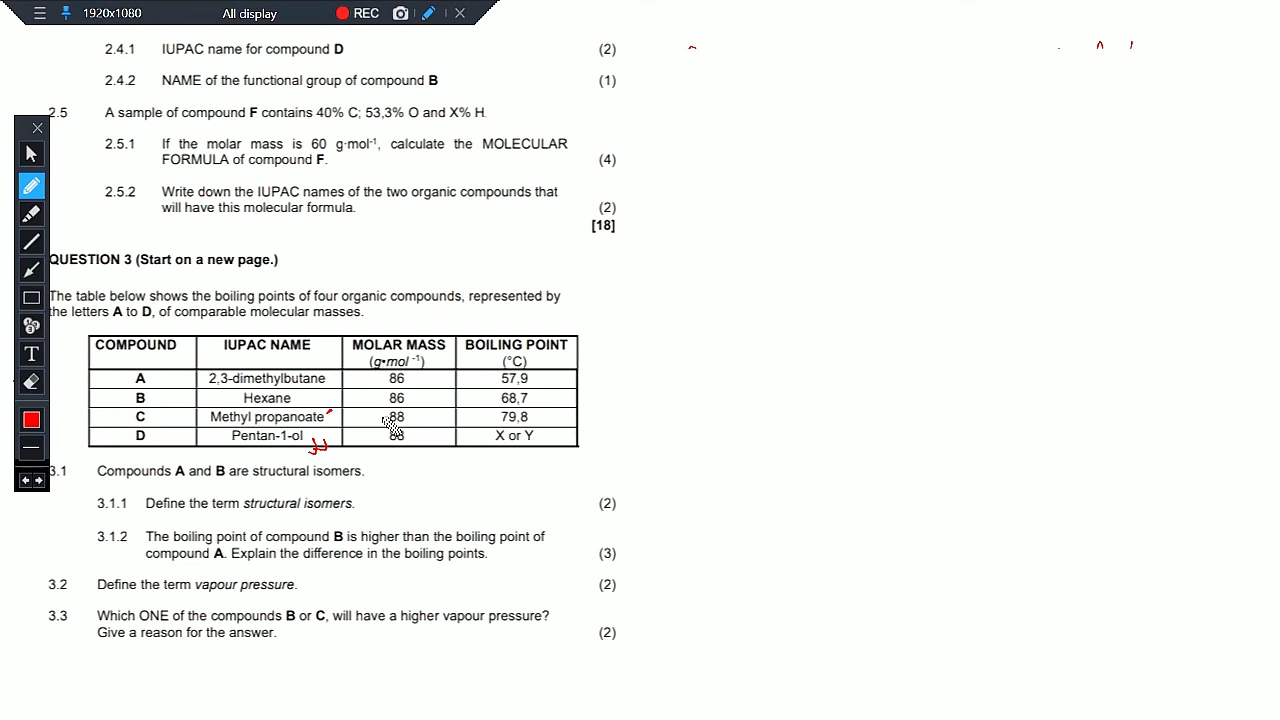 1920x1080 All display REC
2.4.1 IUPAC name for compound D (2)
2.4.2 NAME of the functional group of compound B (1)
2.5 A sample of compound F contains 40% C; 53,3% O and X% H.
2.5.1 If the molar mass is 60 g·mol-1, calculate the MOLECULAR
FORMULA of compound F. (4)
2.5.2 Write down the IUPAC names of the two organic compounds that
will have this molecular formula. (2)
[18]
QUESTION 3 (Start on a new page.)
The table below shows the boiling points of four organic compounds, represented by
the letters A to D, of comparable molecular masses.
COMPOUND IUPAC NAME MOLAR MASS BOILING POINT
(g•mol -1) (°C)
A 2,3-dimethylbutane 86 57,9
B Hexane 86 68,7
C Methyl propanoate 88 79,8
D Pentan-1-ol 88 X or Y
3.1 Compounds A and B are structural isomers.
3.1.1 Define the term structural isomers. (2)
3.1.2 The boiling point of compound B is higher than the boiling point of
compound A. Explain the difference in the boiling points. (3)
3.2 Define the term vapour pressure. (2)
3.3 Which ONE of the compounds B or C, will have a higher vapour pressure?
Give a reason for the answer. (2)